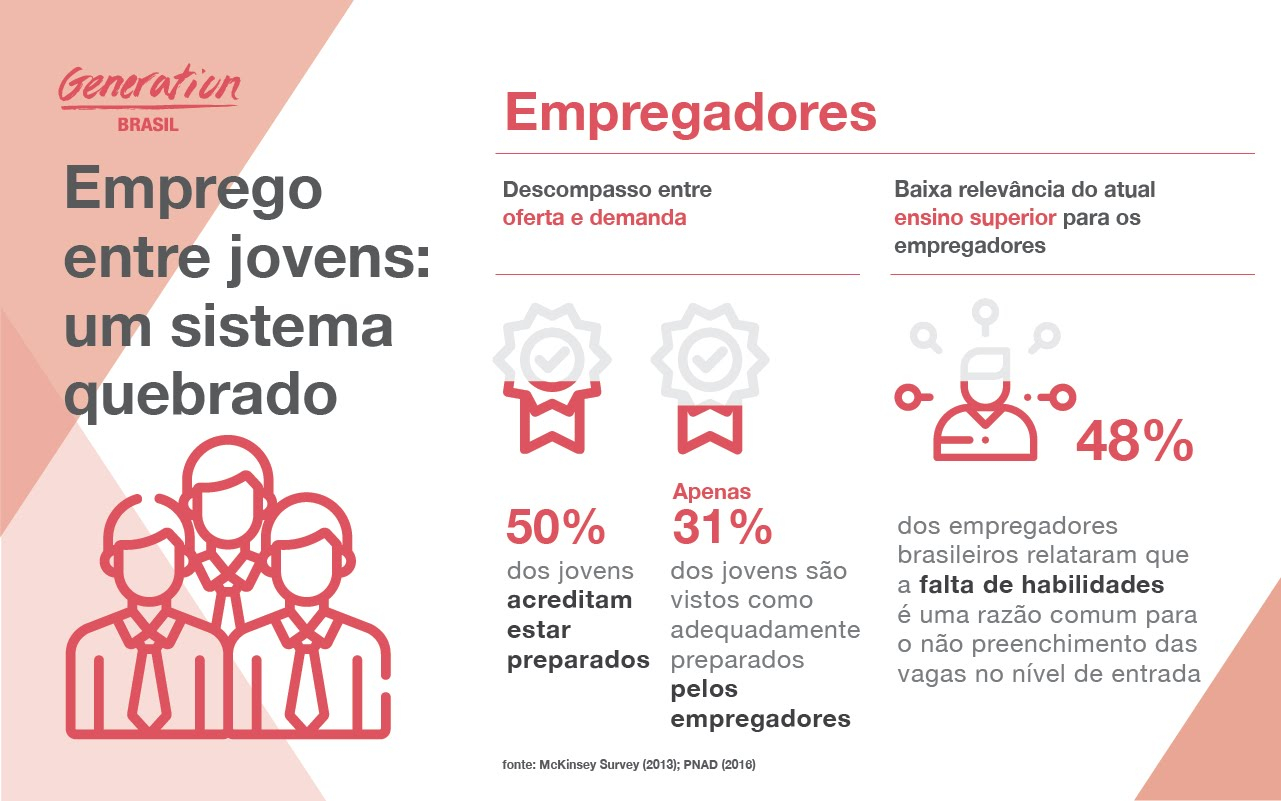 Generation
BRASIL
Emprego
entre jovens:
um sistema
quebrado
Empregadores
Descompasso entre
oferta e demanda
50%
dos jovens
acreditam
estar
preparados
Apenas
31%
dos jovens são
vistos como
adequadamente
preparados
pelos
empregadores
Baixa relevância do atual
ensino superior para os
empregadores
48%
dos empregadores
brasileiros relataram que
a falta de habilidades
é uma razão comum para
o não preenchimento das
vagas no nível de entrada
fonte: McKinsey Survey (2013); PNAD (2016)